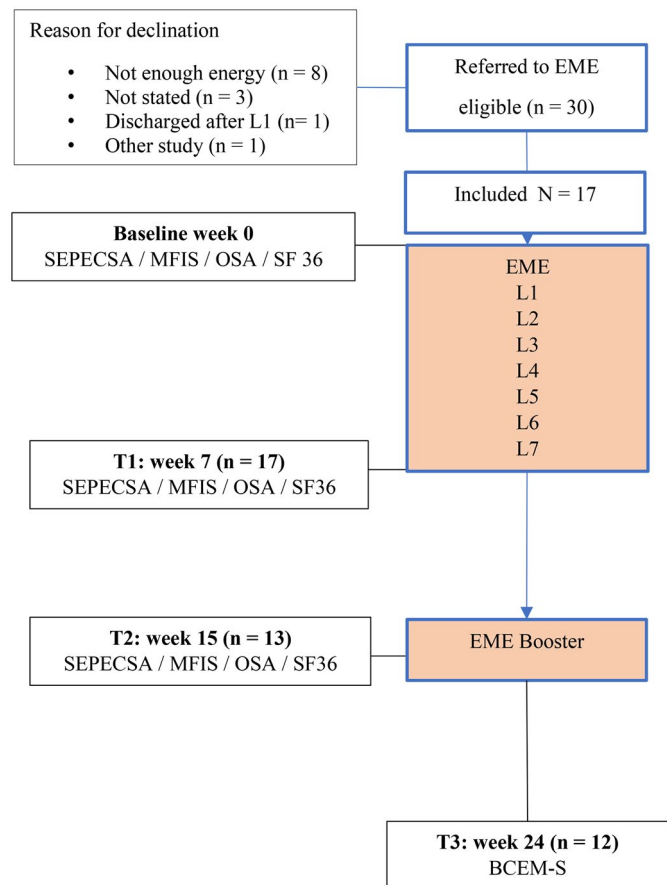 Reason for declination
• Not enough energy (n = 8)
• Not stated (n = 3)
• Discharged after L1 (n= 1)
• Other study (n = 1)
Referred to EME
eligible (n = 30)
Included N = 17
Baseline week 0
SEPECSA / MFIS / OSA / SF 36
EME
L1
L2
L3
L4
L5
L6
L7
T1: week 7 (n = 17)
SEPECSA / MFIS / OSA / SF36
T2: week 15 (n = 13)
SEPECSA / MFIS / OSA / SF36
EME Booster
T3: week 24 (n = 12)
BCEM-S